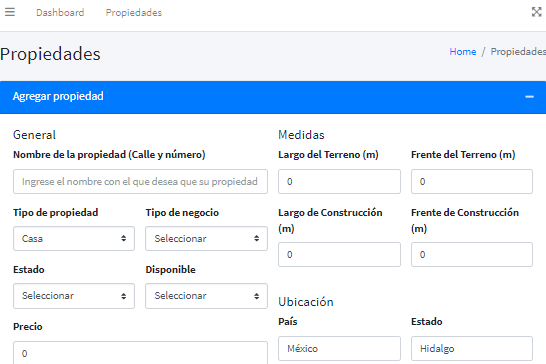 Dashboard Propiedades
Propiedades
Home / Propiedades
Agregar propiedad
General
Nombre de la propiedad (Calle y número)
Ingrese el nombre con el que desea que su propiedad
Tipo de propiedad Tipo de negocio
Casa Seleccionar
Estado Disponible
Seleccionar Seleccionar
Precio
0
Medidas
Largo del Terreno (m) Frente del Terreno (m)
0 0
Largo de Construcción (m) Frente de Construcción (m)
0 0
Ubicación
País Estado
México Hidalgo